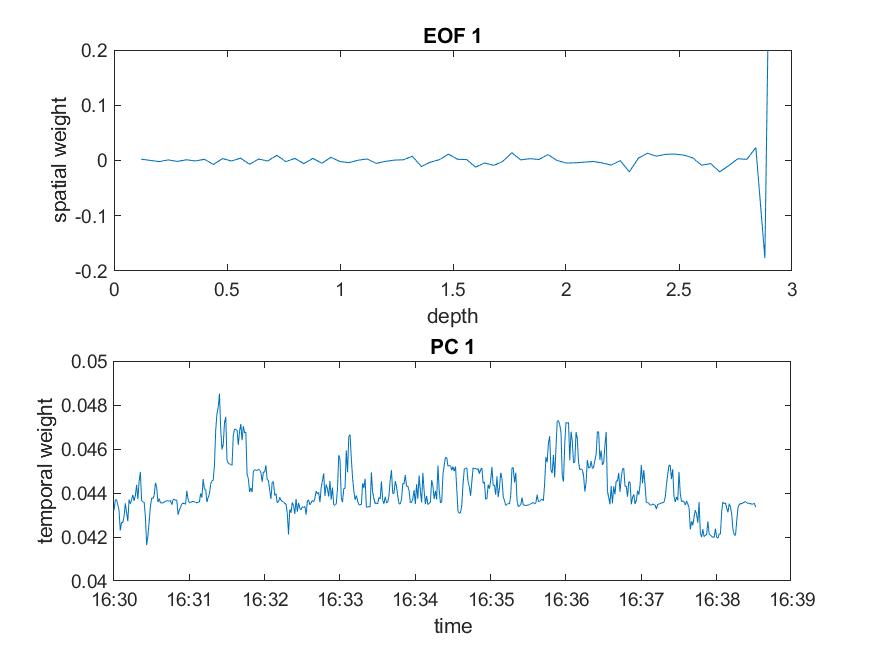 EOF 1
0.2
0.1
0
-0.1
-0.2
spatial weight
0 0.5 1 1.5 2 2.5 3
depth
PC 1
0.05
0.048
0.046
0.044
0.042
0.04
temporal weight
16:30 16:31 16:32 16:33 16:34 16:35 16:36 16:37 16:38 16:39
time